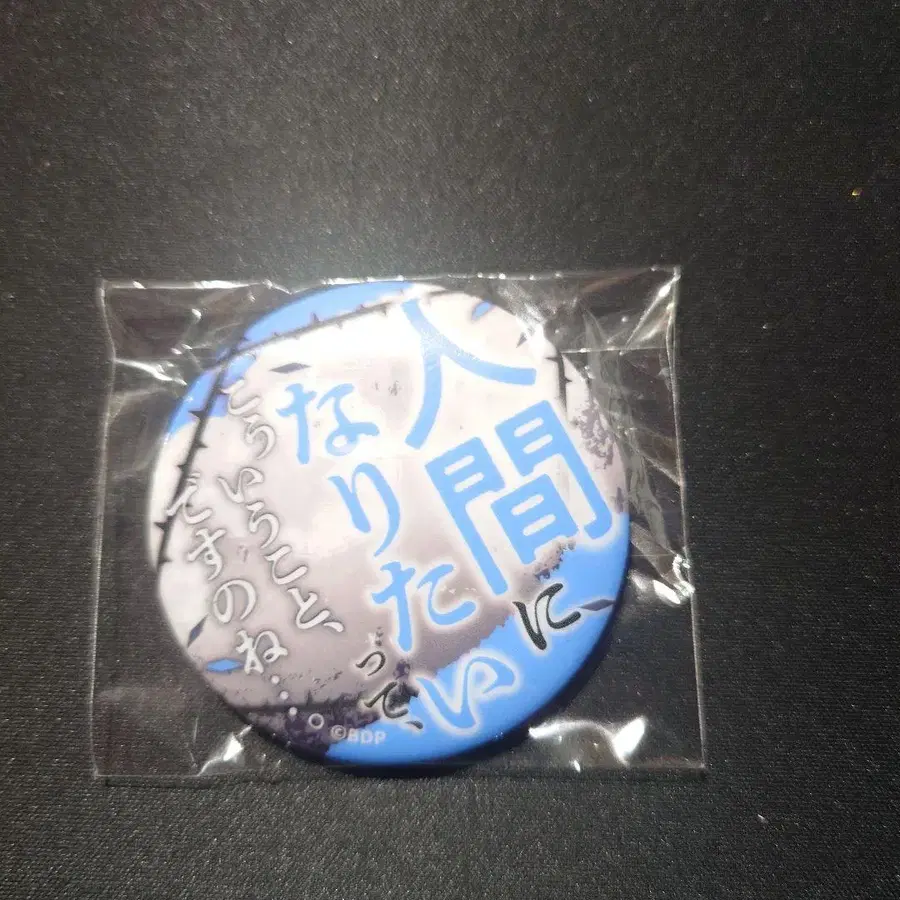 人間に
なりたい
って、
こういうこと、
ですのね…
©BDP